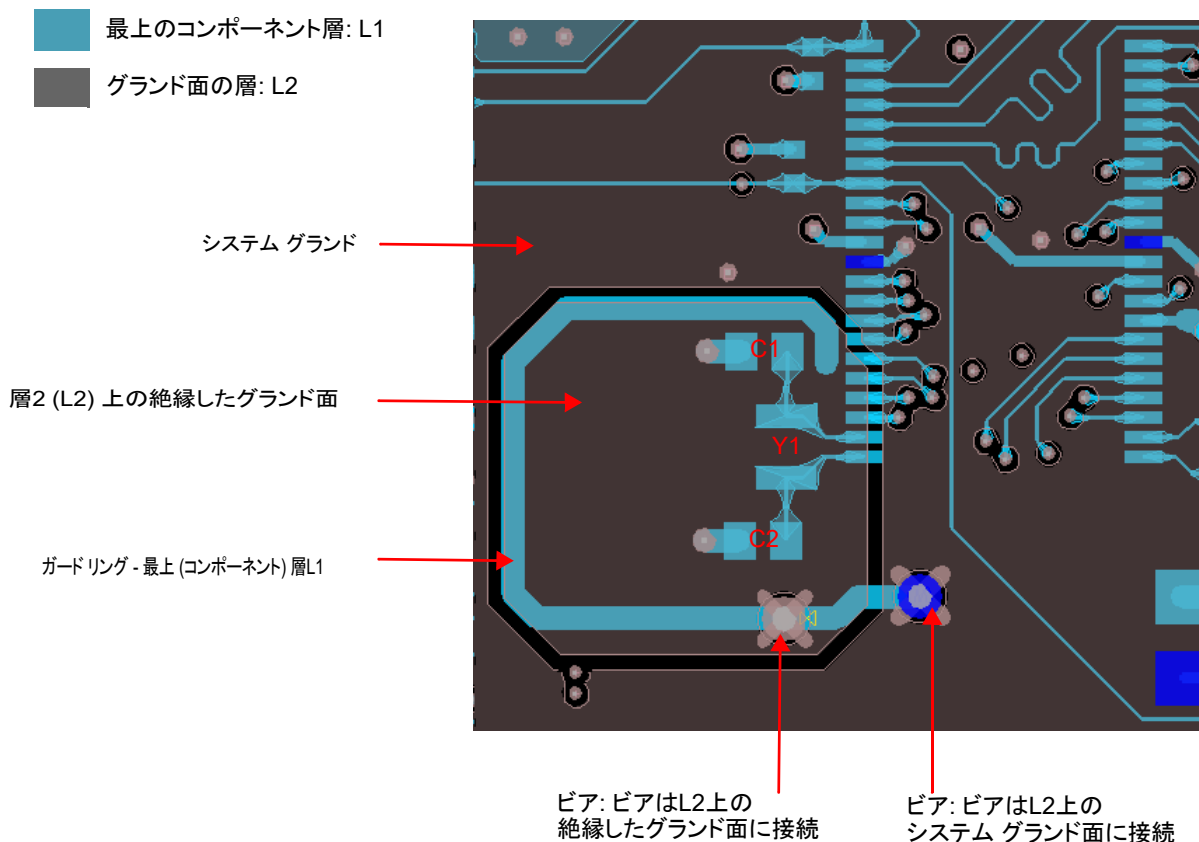 最上のコンポーネント層: L1
グランド面の層: L2
システム グランド
C1
層2 (L2) 上の絶縁したグランド面
Y1
C2
ガード リング - 最上 (コンポーネント) 層L1
ビア: ビアはL2上の
絶縁したグランド面に接続
ビア: ビアはL2上の
システム グランド面に接続